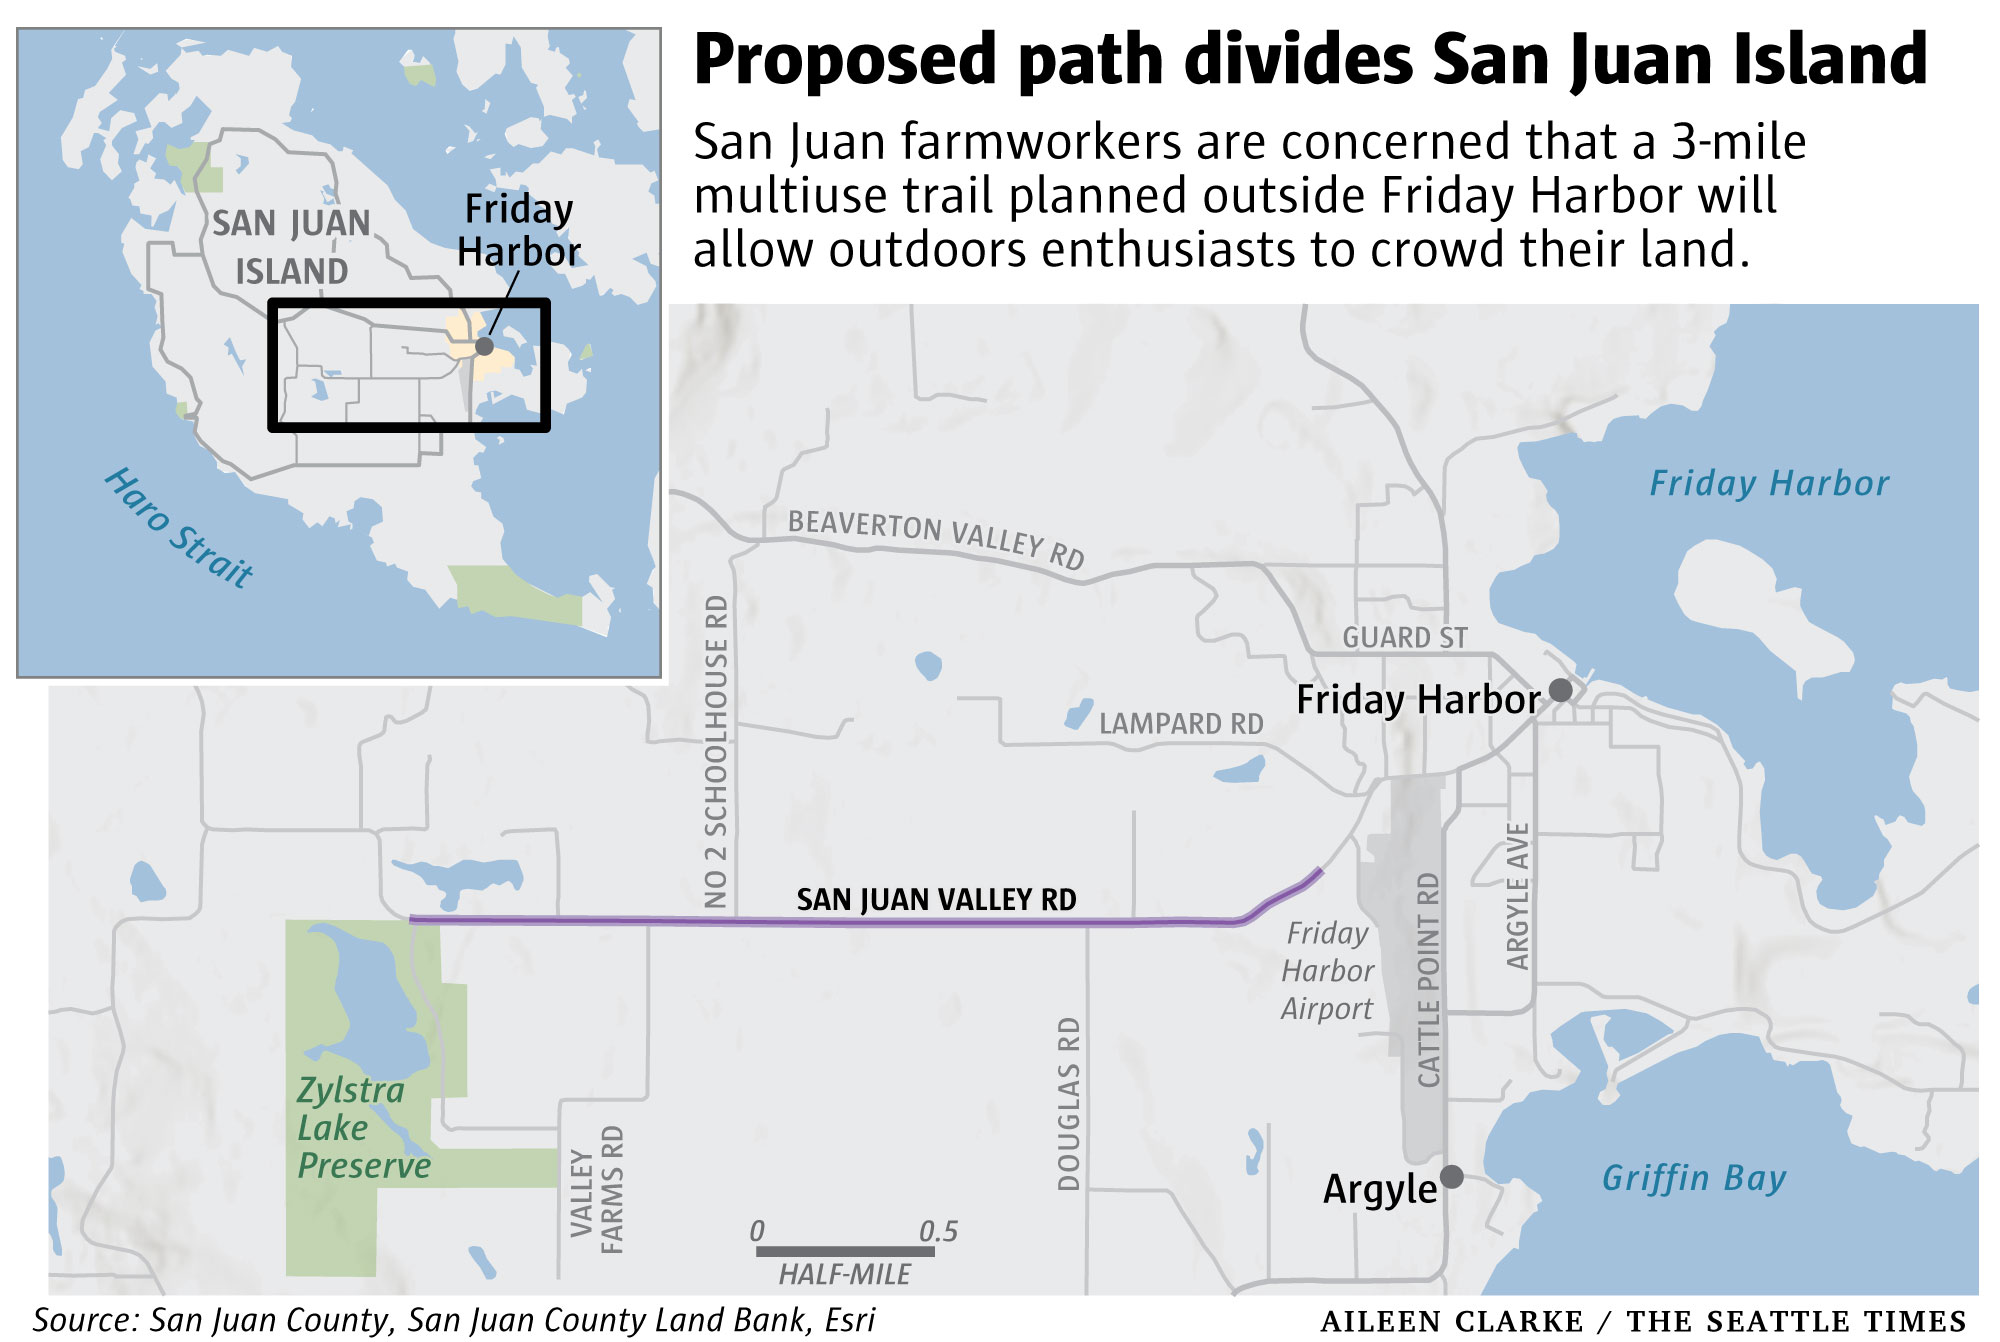 Proposed path divides San Juan Island
San Juan farmworkers are concerned that a 3-mile
multiuse trail planned outside Friday Harbor will
allow outdoors enthusiasts to crowd their land.
SAN JUAN
ISLAND
Friday
Harbor
Haro Strait
Friday Harbor
BEAVERTON VALLEY RD
NO 2 SCHOOLHOUSE RD
GUARD ST
Friday Harbor
LAMPARD RD
SAN JUAN VALLEY RD
ARGYLE AVE
Friday
Harbor
Airport
CATTLE POINT RD
DOUGLAS RD
Zylstra
Lake
Preserve
VALLEY
FARMS RD
Argyle
Griffin Bay
0 0.5
HALF-MILE
Source: San Juan County, San Juan County Land Bank, Esri
AILEEN CLARKE / THE SEATTLE TIMES